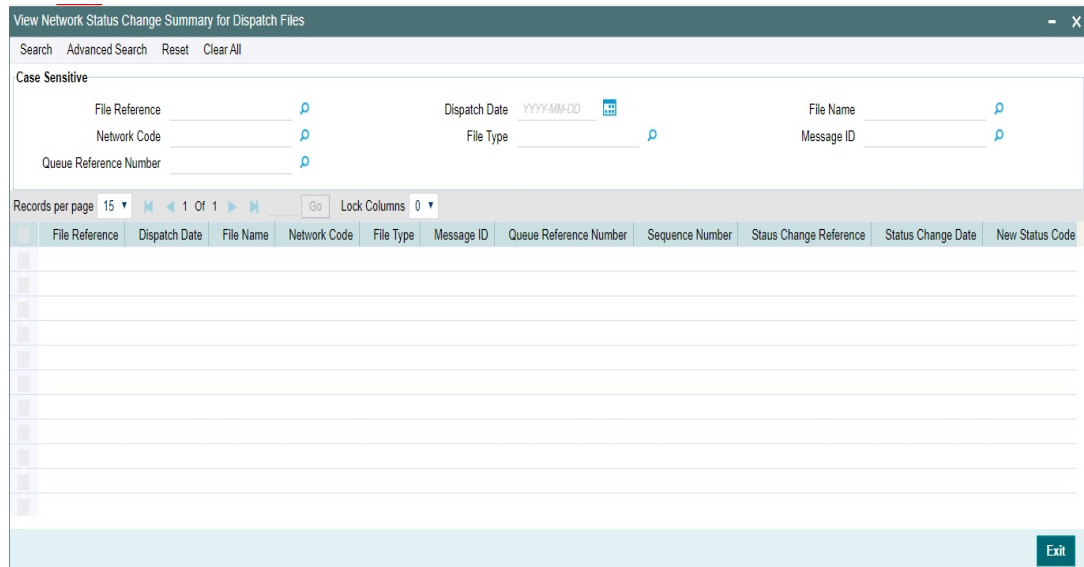 View Network Status Change Summary for Dispatch Files
Search Advanced Search Reset Clear All
Case Sensitive
File Reference Dispatch Date YYYY-MM-DD File Name
Network Code File Type Message ID
Queue Reference Number
Records per page 15 1 Of 1 Go Lock Columns 0
File Reference Dispatch Date File Name Network Code File Type Message ID Queue Reference Number Sequence Number Staus Change Reference Status Change Date New Status Code
Exit